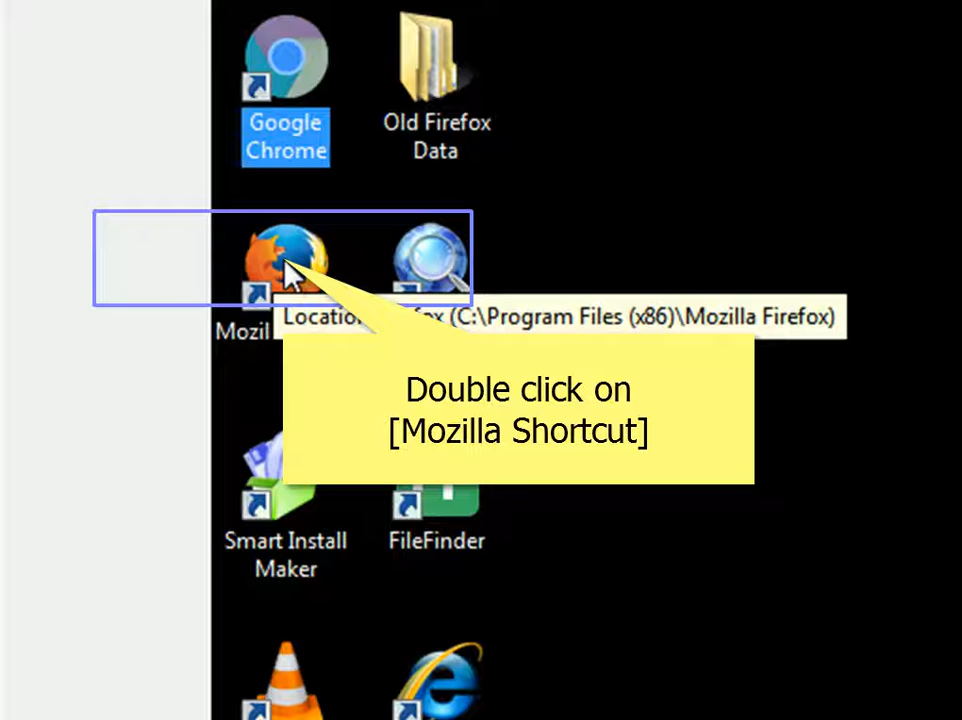 Google
Chrome
Old Firefox
Data
Mozil
Location: fox (C:\Program Files (x86)\Mozilla Firefox)
Double click on
[Mozilla Shortcut]
Smart Install
Maker
FileFinder